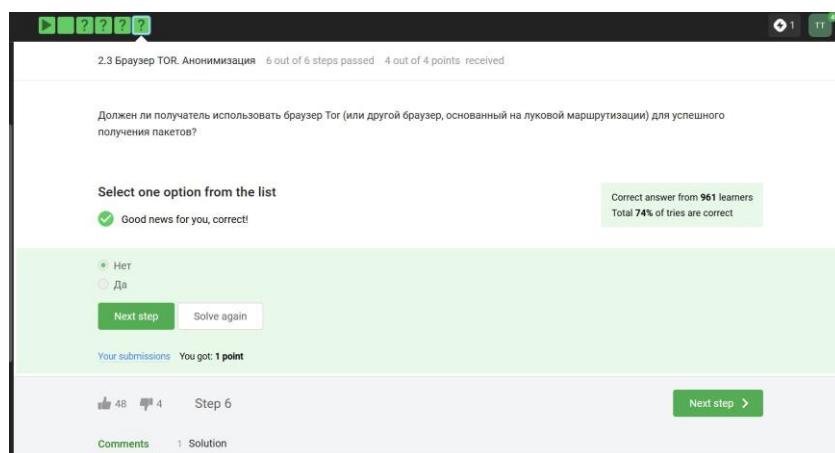 ? ? ? ?
1
TT
2.3 Браузер TOR. Анонимизация 6 out of 6 steps passed 4 out of 4 points received
Должен ли получатель использовать браузер Tor (или другой браузер, основанный на луковой маршрутизации) для успешного
получения пакетов?
Select one option from the list
Correct answer from 961 learners
Total 74% of tries are correct
Good news for you, correct!
Нет
Да
Next step Solve again
Your submissions You got: 1 point
48 4 Step 6
Next step
Comments 1 Solution